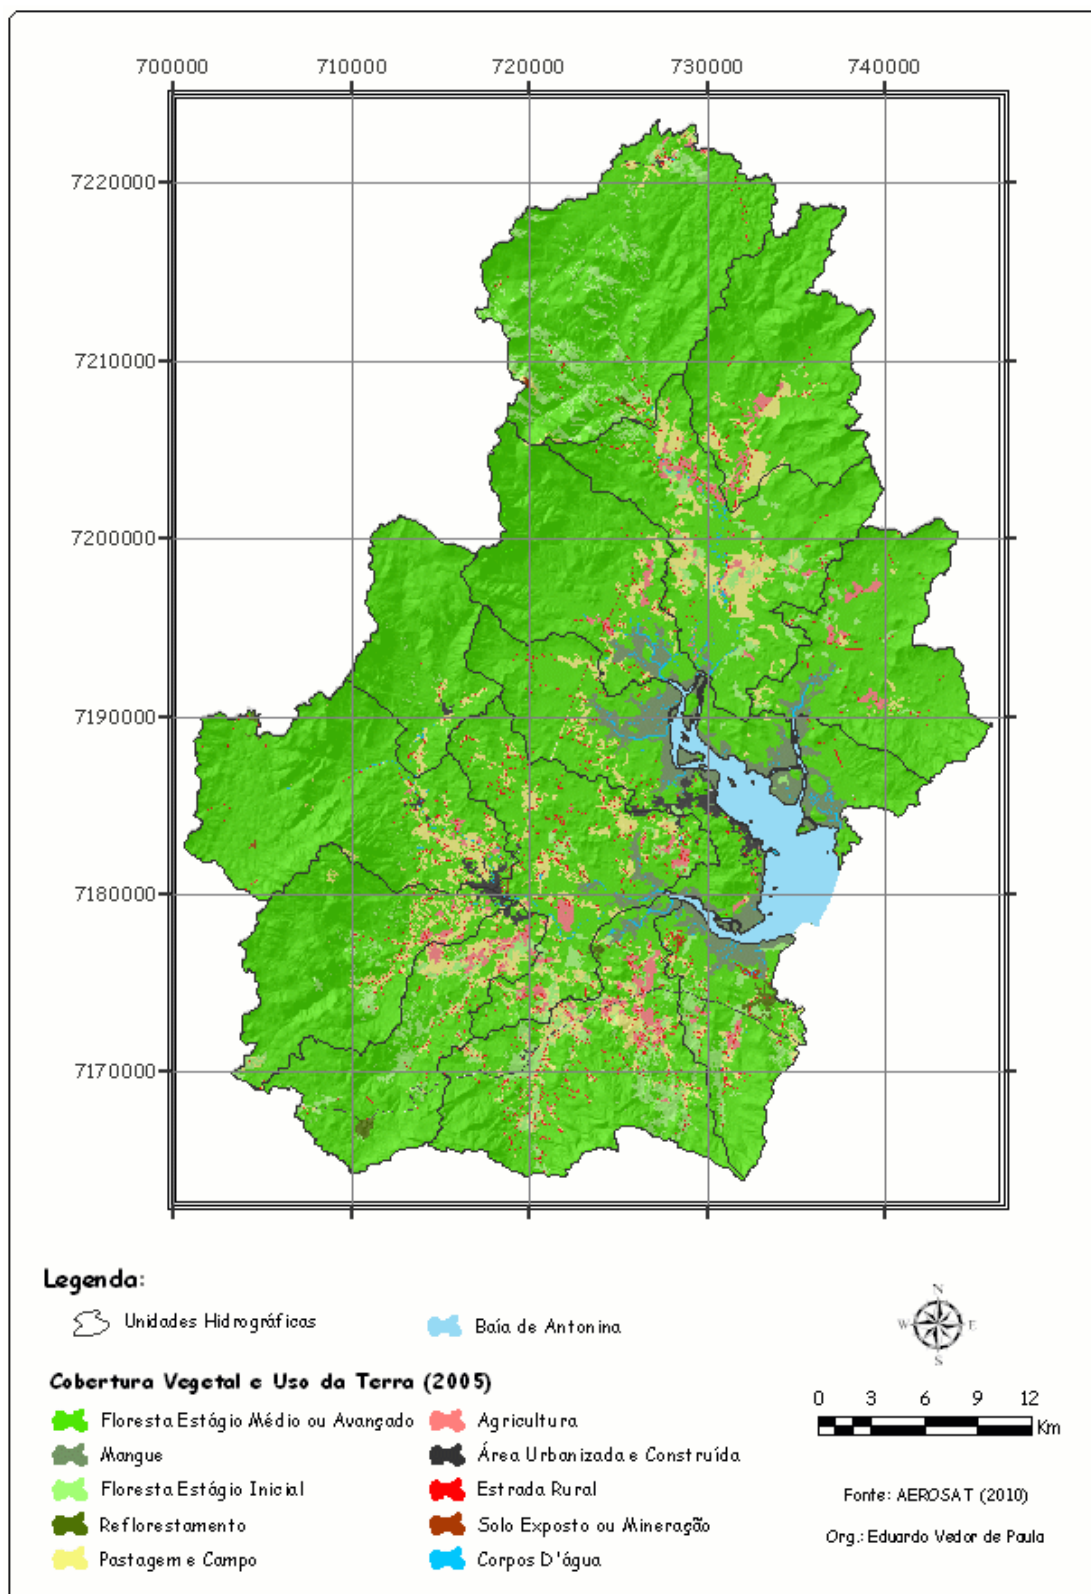 700000 710000 720000 730000 740000
7220000
7210000
7200000
7190000
7180000
7170000
Legenda:
Unidades Hidrográficas
Baía de Antonina
Cobertura Vegetal e Uso da Terra (2005)
Floresta Estágio Médio ou Avançado
Mangue
Floresta Estágio Inicial
Reflorestamento
Pastagem e Campo
Agricultura
Área Urbanizada e Construída
Estrada Rural
Solo Exposto ou Mineração
Corpos D'água
N
W E
S
0 3 6 9 12
Km
Fonte: AEROSAT (2010)
Org.: Eduardo Vedor de Paula